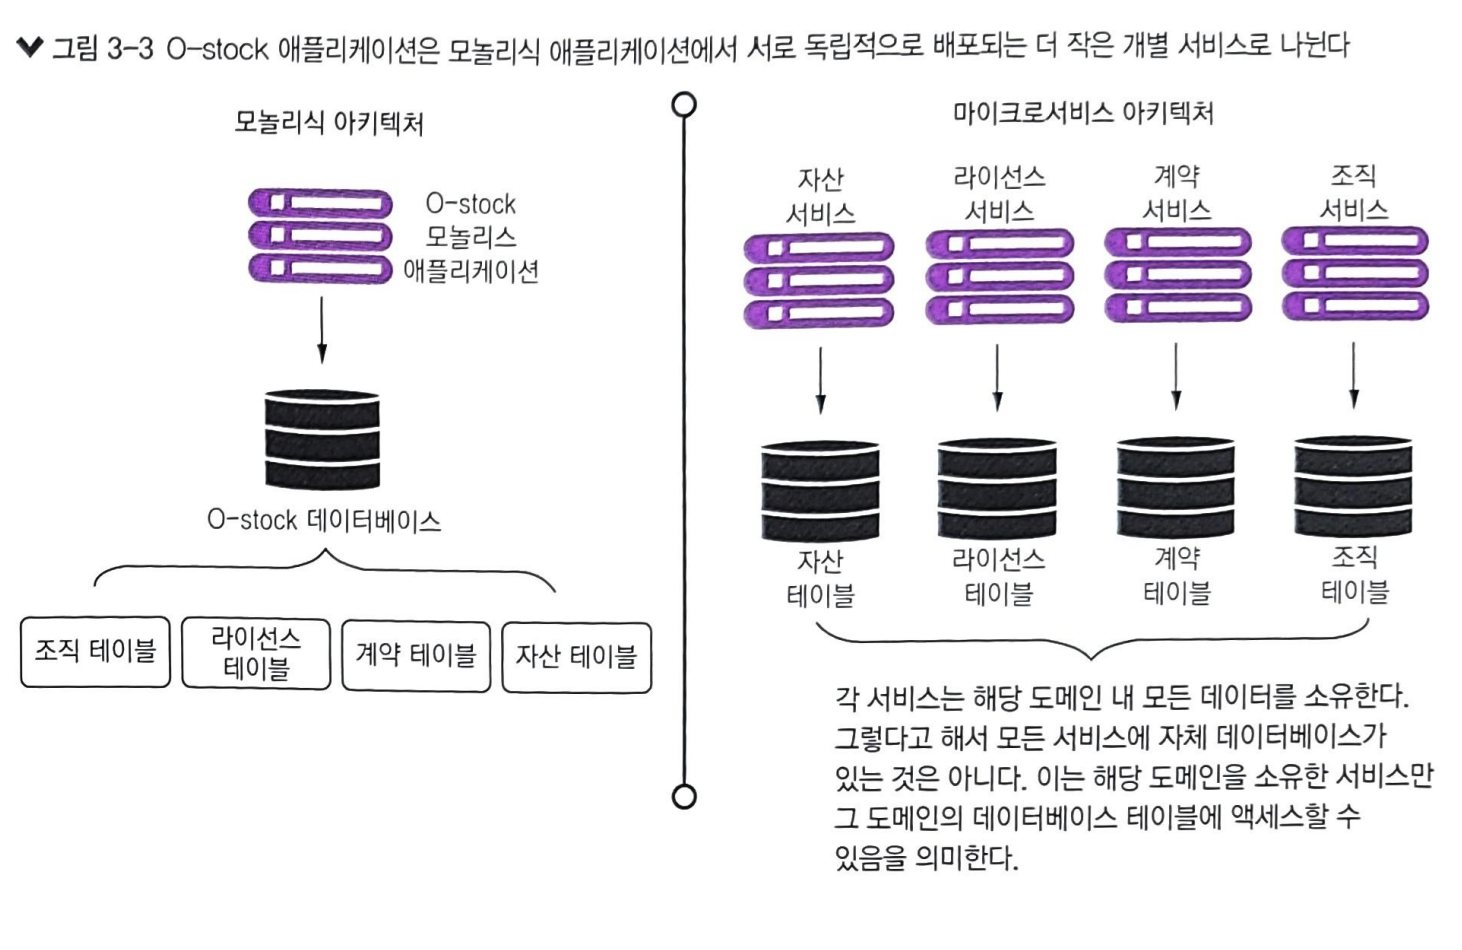 그림 3-3 O-stock 애플리케이션은 모놀리식 애플리케이션에서 서로 독립적으로 배포되는 더 작은 개별 서비스로 나뉜다
모놀리식 아키텍처
O-stock
모놀리스
애플리케이션
O-stock 데이터베이스
조직 테이블
라이선스
테이블
계약 테이블
자산 테이블
마이크로서비스 아키텍처
자산
서비스
라이선스
서비스
계약
서비스
조직
서비스
자산
테이블
라이선스
테이블
계약
테이블
조직
테이블
각 서비스는 해당 도메인 내 모든 데이터를 소유한다.
그렇다고 해서 모든 서비스에 자체 데이터베이스가
있는 것은 아니다. 이는 해당 도메인을 소유한 서비스만
그 도메인의 데이터베이스 테이블에 액세스할 수
있음을 의미한다.